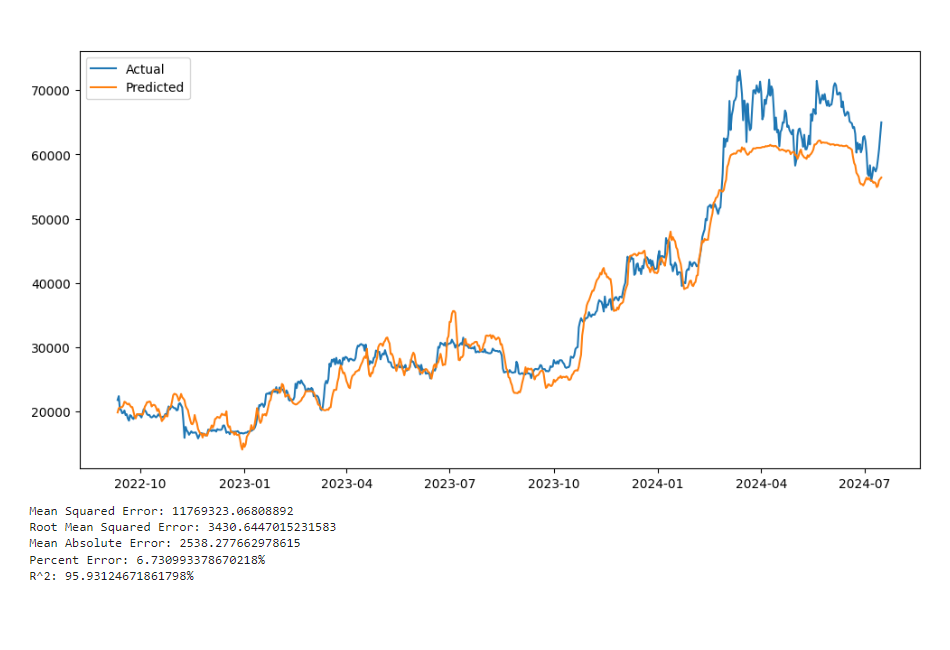 Actual
Predicted
70000
60000
50000
40000
30000
20000
2022-10 2023-01 2023-04 2023-07 2023-10 2024-01 2024-04 2024-07
Mean Squared Error: 11769323.06808892
Root Mean Squared Error: 3430.6447015231583
Mean Absolute Error: 2538.277662978615
Percent Error: 6.730993378670218%
R^2: 95.93124671861798%